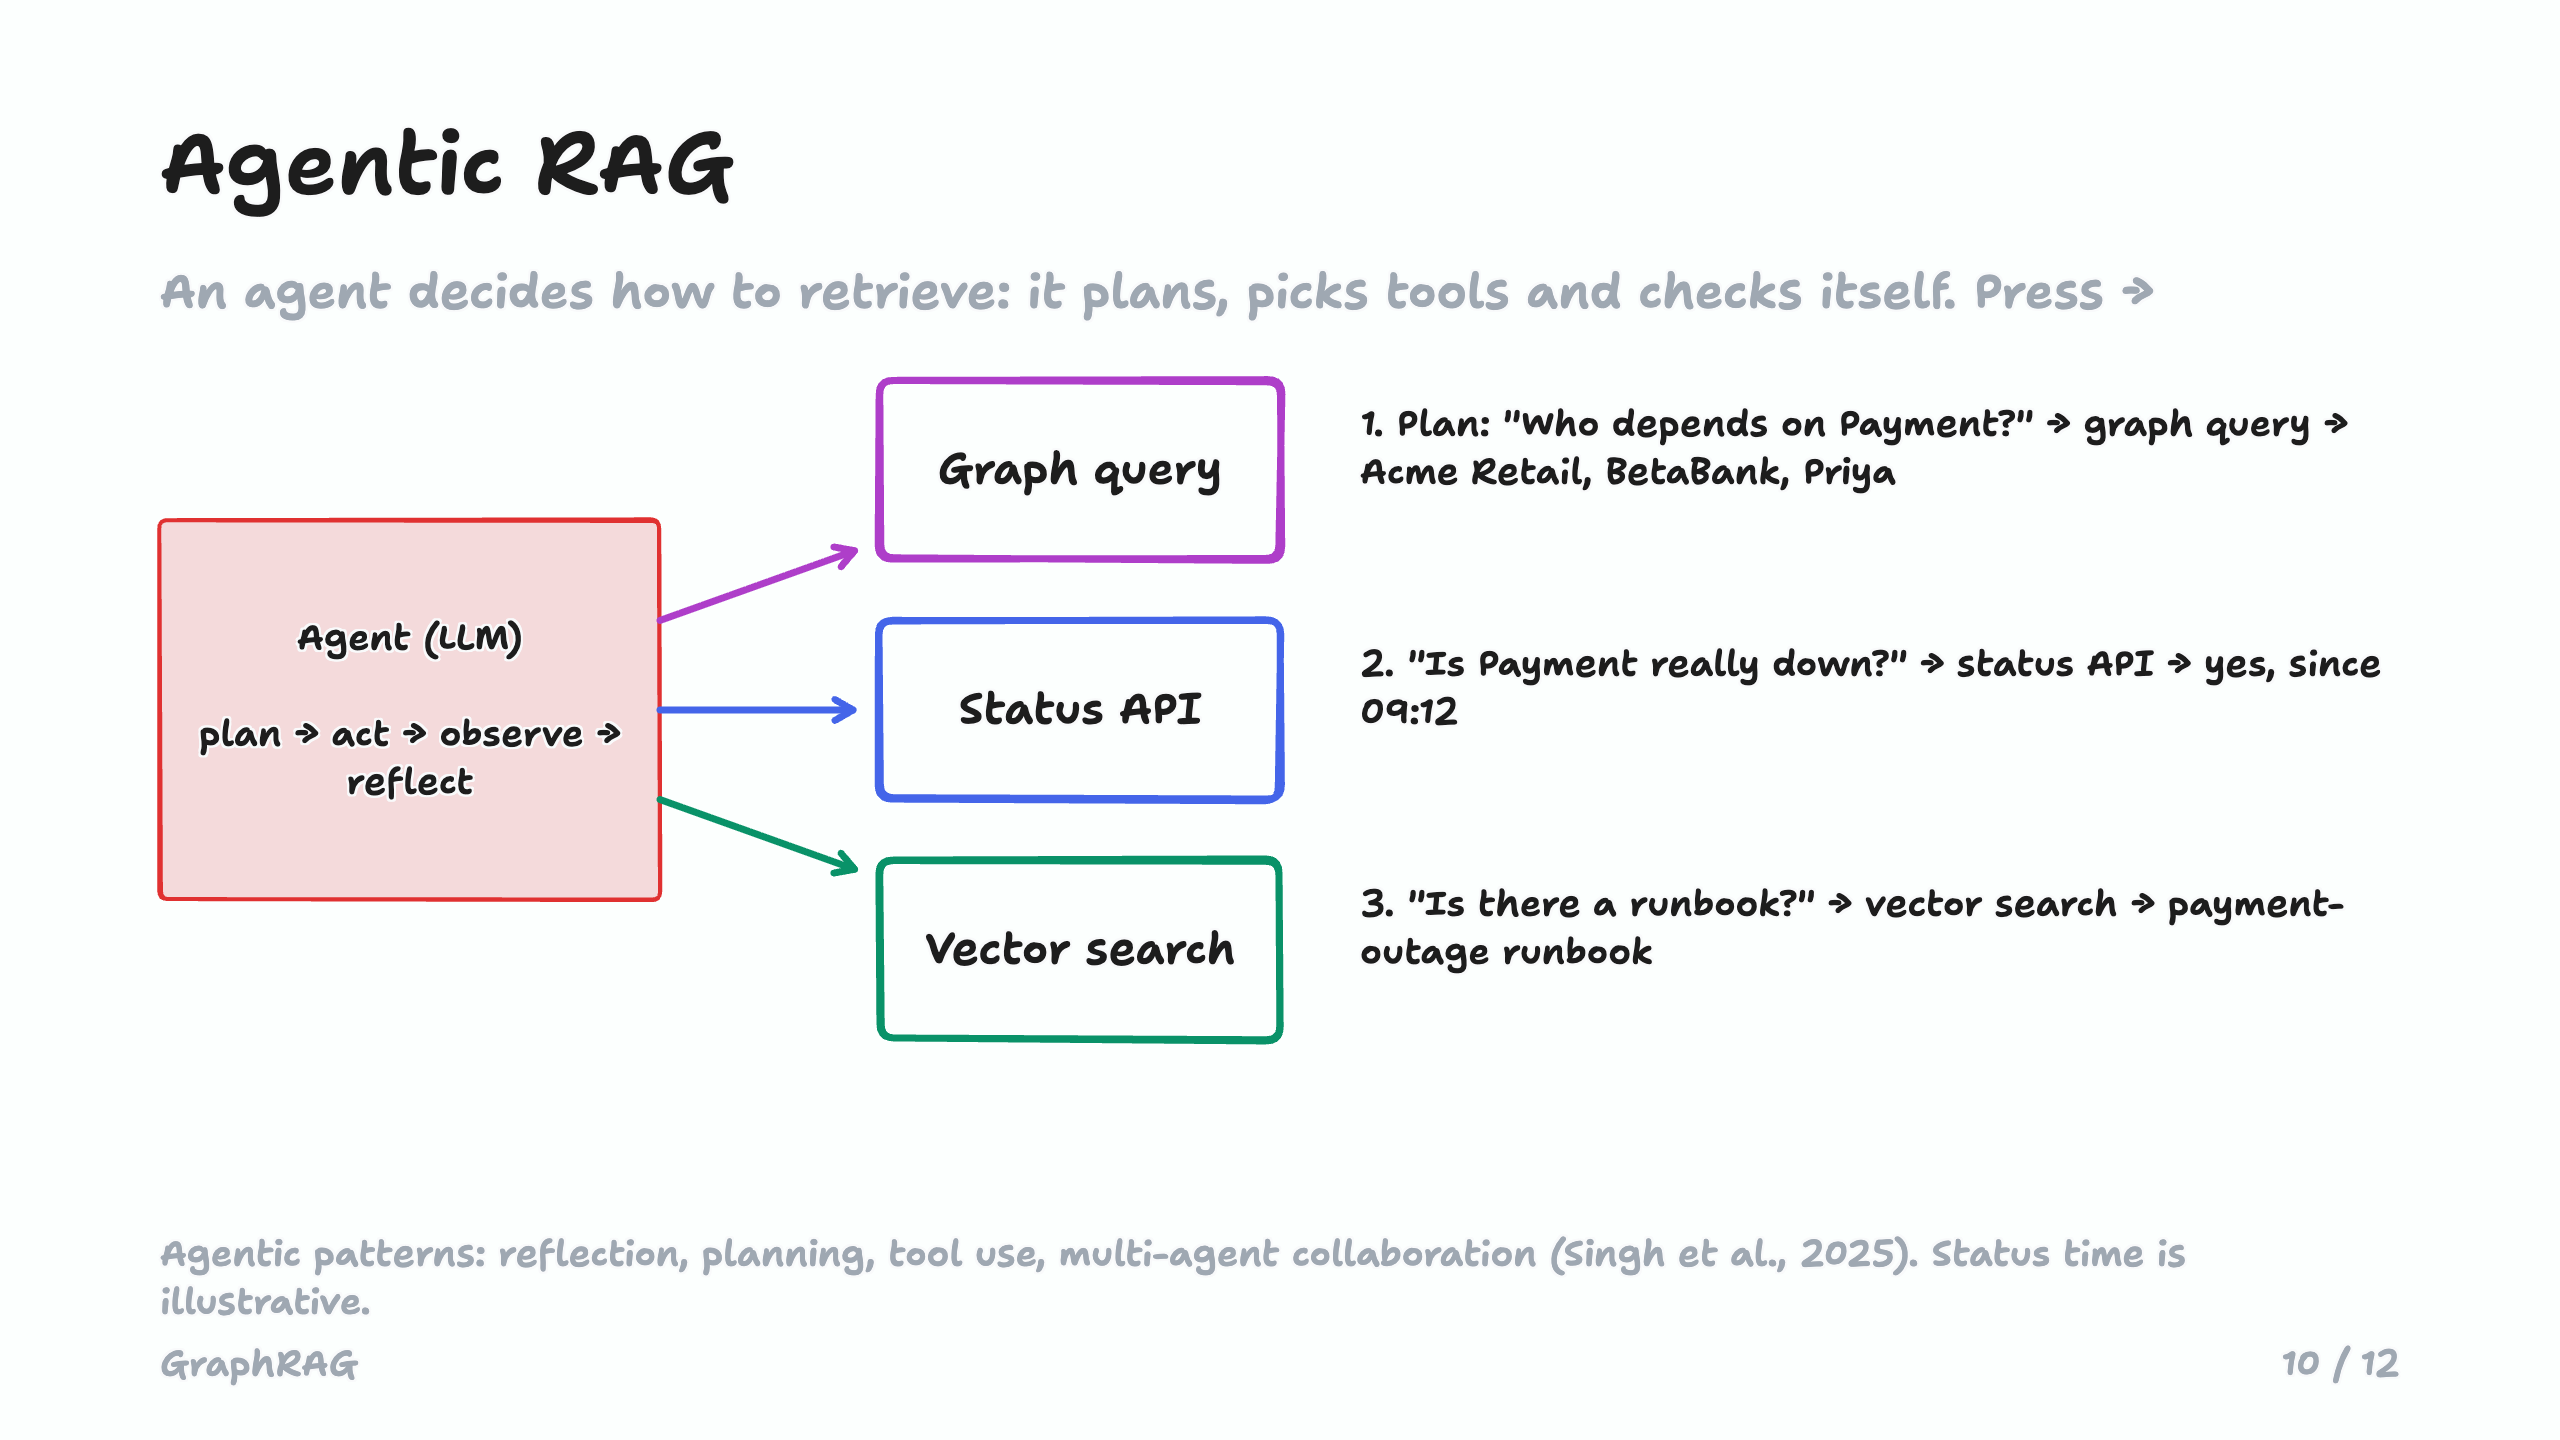 Agentic RAG
An agent decides how to retrieve: it plans, picks tools and checks itself. Press →
Agent (LLM)
plan → act → observe →
reflect
Graph query
1. Plan: "Who depends on Payment?" → graph query →
Acme Retail, BetaBank, Priya
Status API
2. "Is Payment really down?" → status API → yes, since
09:12
Vector search
3. "Is there a runbook?" → vector search → payment-
outage runbook
Agentic patterns: reflection, planning, tool use, multi-agent collaboration (Singh et al., 2025). Status time is
illustrative.
GraphRAG
10 / 12